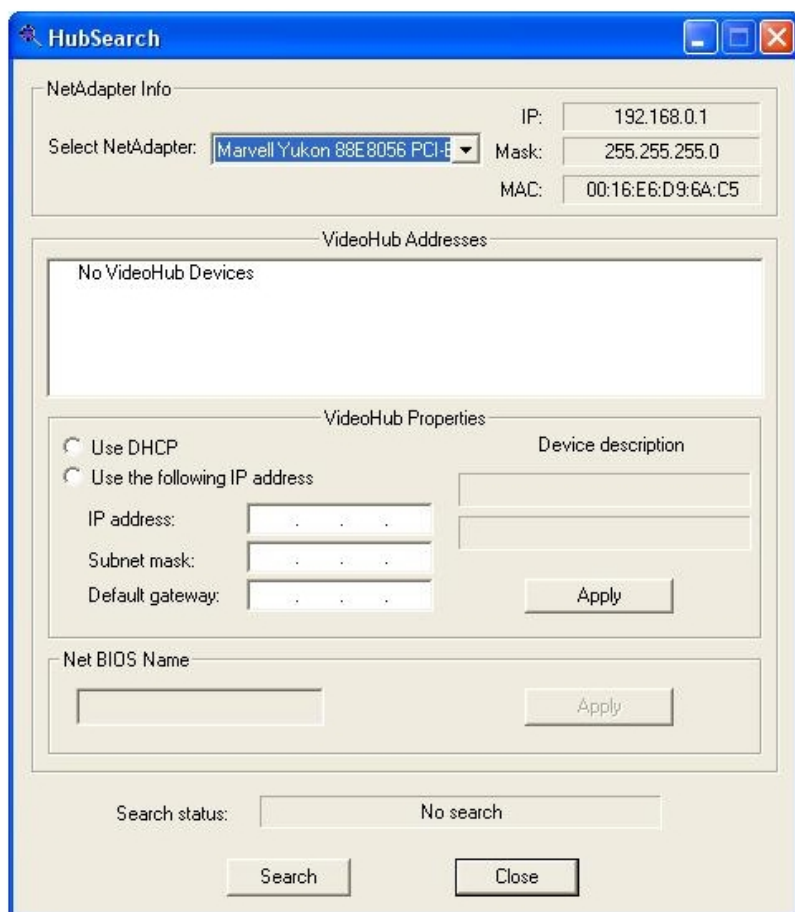 HubSearch
NetAdapter Info
Select NetAdapter: Marvell Yukon 88E8056 PCI-E
IP: 192.168.0.1
Mask: 255.255.255.0
MAC: 00:16:E6:D9:6A:C5
VideoHub Addresses
No VideoHub Devices
VideoHub Properties
Use DHCP
Use the following IP address
IP address: . . .
Subnet mask: . . .
Default gateway: . . .
Device description
Apply
Net BIOS Name
Apply
Search status: No search
Search Close